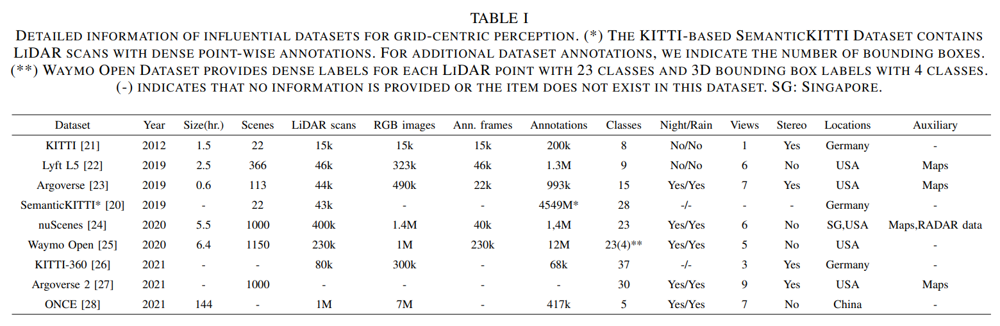 TABLE I
DETAILED INFORMATION OF INFLUENTIAL DATASETS FOR GRID-CENTRIC PERCEPTION. (*) THE KITTI-BASED SEMANTICKITTI DATASET CONTAINS
LIDAR SCANS WITH DENSE POINT-WISE ANNOTATIONS. FOR ADDITIONAL DATASET ANNOTATIONS, WE INDICATE THE NUMBER OF BOUNDING BOXES.
(**) WAYMO OPEN DATASET PROVIDES DENSE LABELS FOR EACH LIDAR POINT WITH 23 CLASSES AND 3D BOUNDING BOX LABELS WITH 4 CLASSES.
(-) INDICATES THAT NO INFORMATION IS PROVIDED OR THE ITEM DOES NOT EXIST IN THIS DATASET. SG: SINGAPORE.
Dataset Year Size(hr.) Scenes LiDAR scans RGB images Ann. frames Annotations Classes Night/Rain Views Stereo Locations Auxiliary
KITTI [21] 2012 1.5 22 15k 15k 15k 200k 8 No/No 1 Yes Germany -
Lyft L5 [22] 2019 2.5 366 46k 323k 46k 1.3M 9 No/No 6 No USA Maps
Argoverse [23] 2019 0.6 113 44k 490k 22k 993k 15 Yes/Yes 7 Yes USA Maps
SemanticKITTI* [20] 2019 - 22 43k - - 4549M* 28 -/- - - Germany -
nuScenes [24] 2020 5.5 1000 400k 1.4M 40k 1,4M 23 Yes/Yes 6 No SG,USA Maps,RADAR data
Waymo Open [25] 2020 6.4 1150 230k 1M 230k 12M 23(4)** Yes/Yes 5 No USA -
KITTI-360 [26] 2021 - - 80k 300k - 68k 37 -/- 3 Yes Germany -
Argoverse 2 [27] 2021 - 1000 - - - - 30 Yes/Yes 9 Yes USA Maps
ONCE [28] 2021 144 - 1M 7M - 417k 5 Yes/Yes 7 No China -